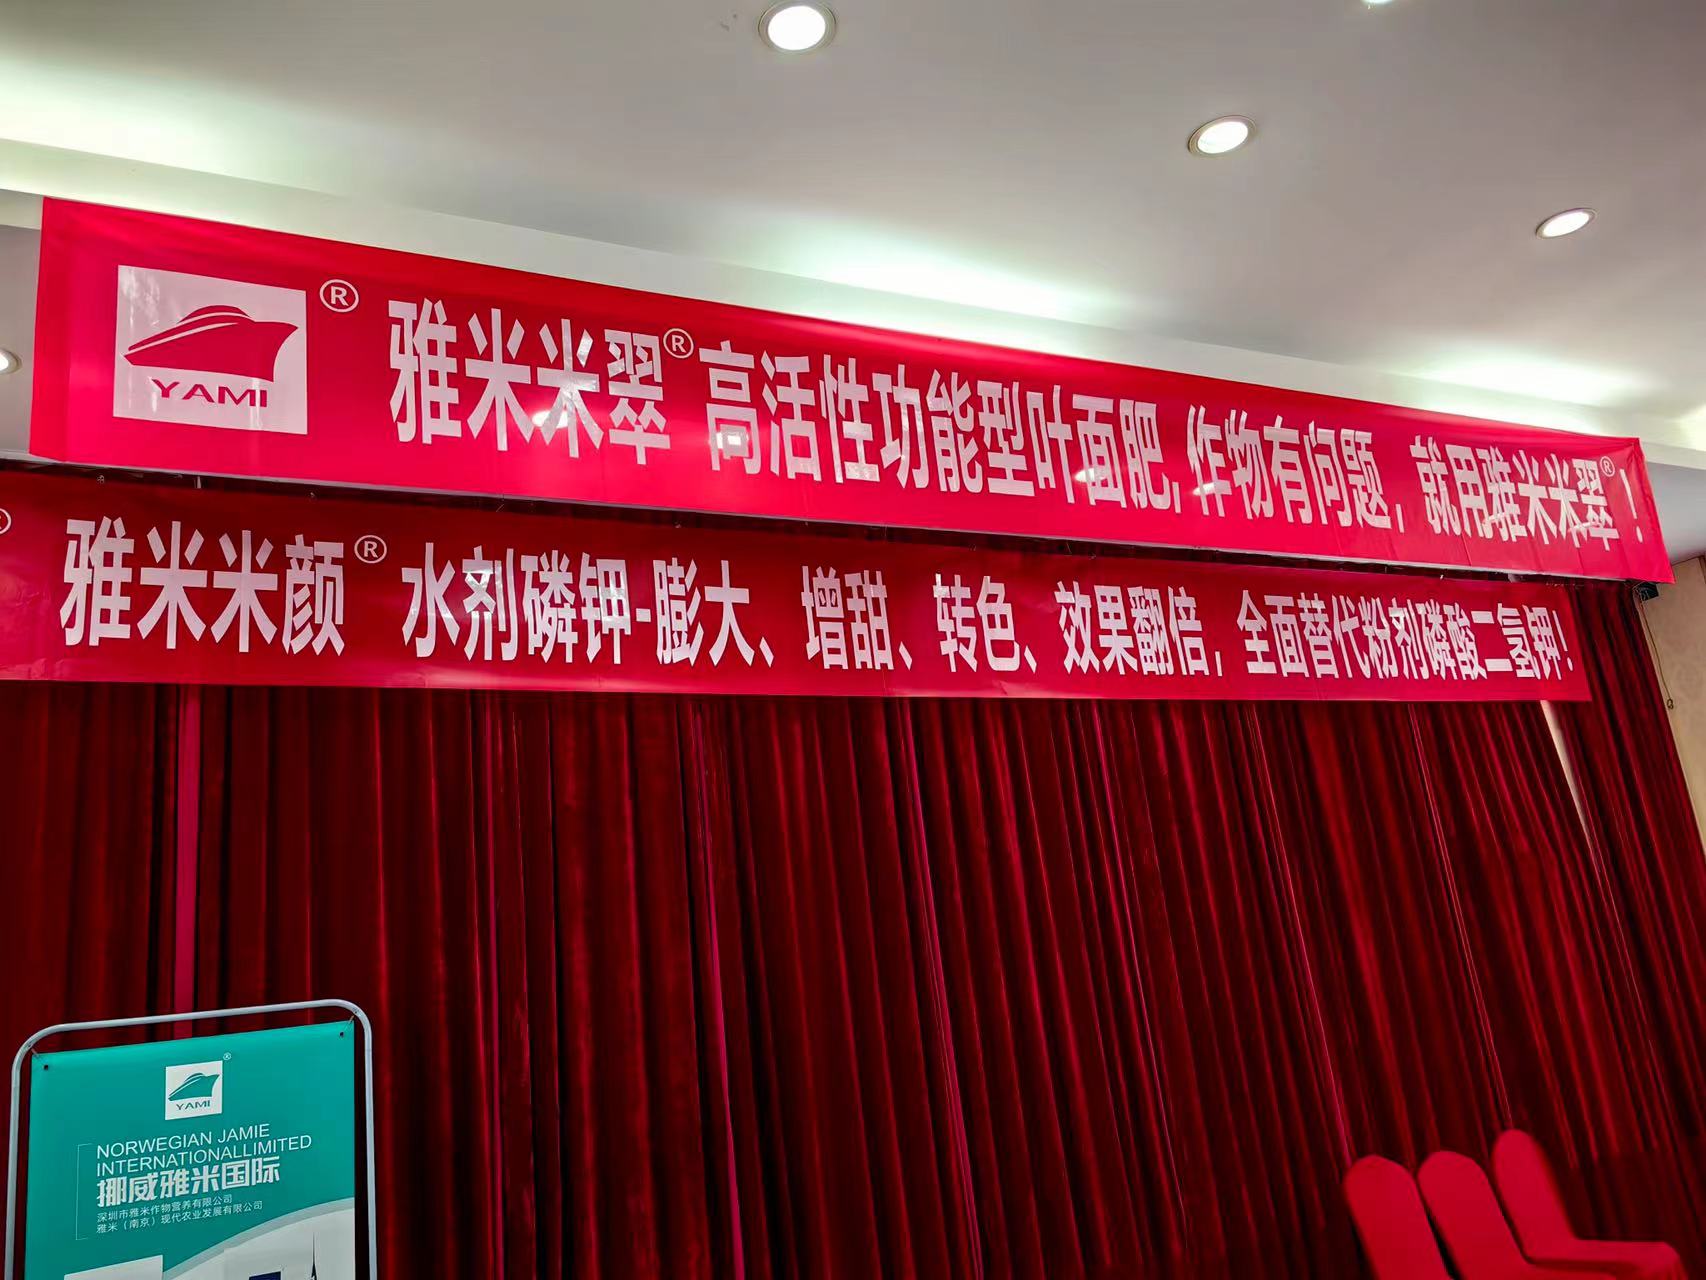 YAMI ®
雅米米翠®高活性功能型叶面肥,作物有问题，就用雅米米翠®！
® 雅米米颜® 水剂磷钾-膨大、增甜、转色、效果翻倍，全面替代粉剂磷酸二氢钾！
YAMI ®
NORWEGIAN JAMIE
INTERNATIONALLIMITED
挪威雅米国际
深圳市雅米作物营养有限公司
雅米（南京）现代农业发展有限公司